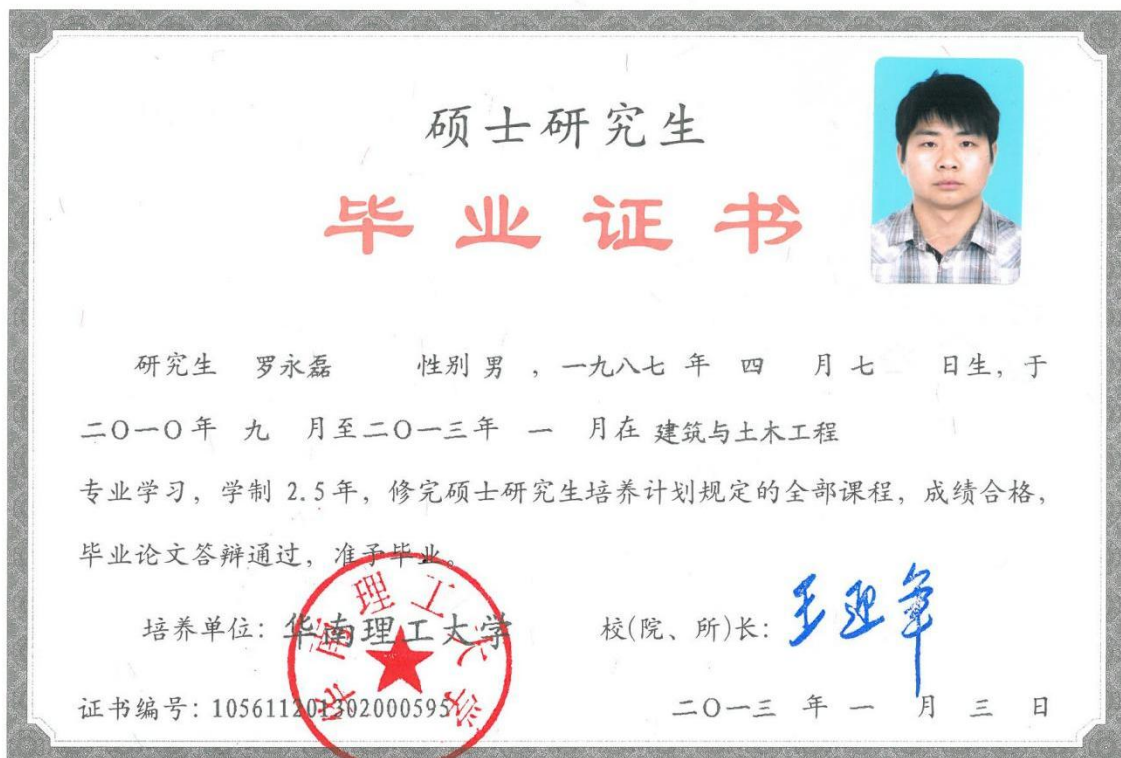 硕士研究生
毕业证书
研究生 罗永磊 性别 男 ，一九八七 年 四 月 七 日生，于
二〇一〇年 九 月至二〇一三年 一 月在 建筑与土木工程
专业学习，学制 2.5年，修完硕士研究生培养计划规定的全部课程，成绩合格，
毕业论文答辩通过，准予毕业。
华南理工大学
培养单位：华南理工大学 校(院、所)长：王迎军
证书编号：105611201302000595 二〇一三 年 一 月 三 日